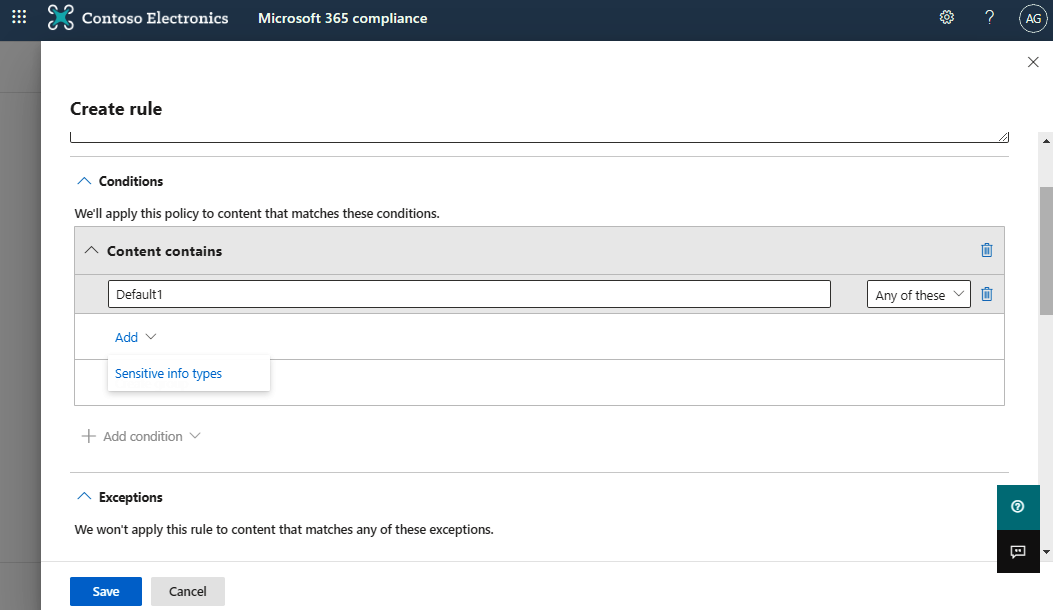 Contoso Electronics Microsoft 365 compliance ? AG
Create rule
Conditions
We'll apply this policy to content that matches these conditions.
Content contains
Default1 Any of these
Add
Sensitive info types
Add condition
Exceptions
We won't apply this rule to content that matches any of these exceptions.
Save Cancel